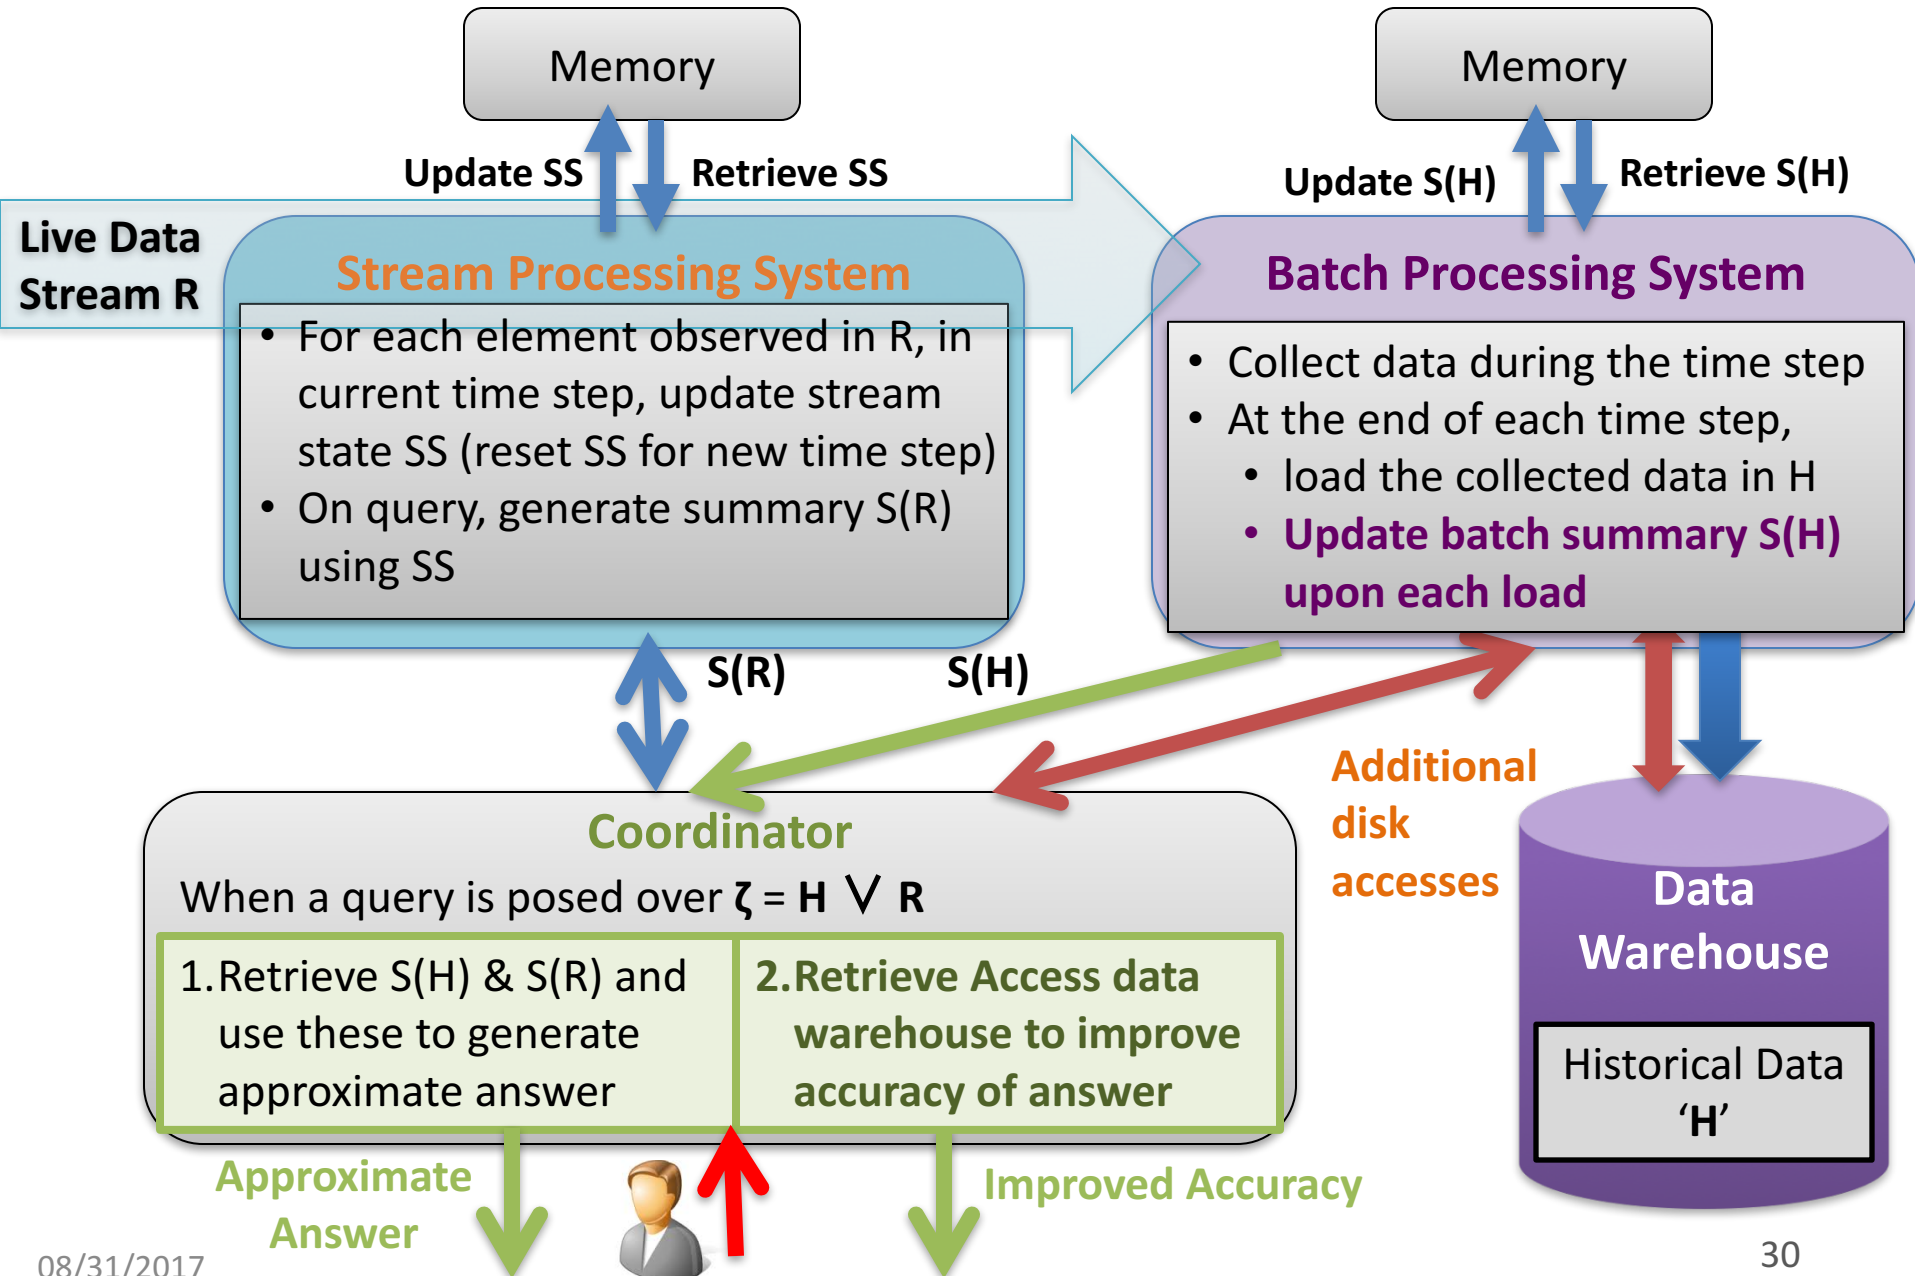 Memory
Memory
Update SS
Retrieve SS
Update S(H)
Retrieve S(H)
Live Data
Stream R
Stream Processing System
• For each element observed in R, in
current time step, update stream
state SS (reset SS for new time step)
• On query, generate summary S(R)
using SS
Batch Processing System
• Collect data during the time step
• At the end of each time step,
• load the collected data in H
• Update batch summary S(H)
upon each load
S(R)
S(H)
Additional
disk
accesses
Coordinator
When a query is posed over ζ = H ∨ R
1.Retrieve S(H) & S(R) and
use these to generate
approximate answer
2.Retrieve Access data
warehouse to improve
accuracy of answer
Data
Warehouse
Historical Data
‘H’
Approximate
Answer
Improved Accuracy
08/31/2017
30